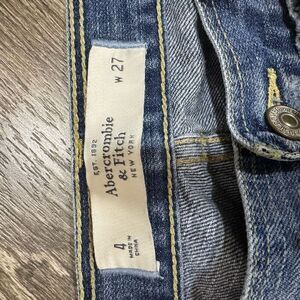 W 27
EST. 1892
Abercrombie
& Fitch
NEW YORK
4
MADE IN
CHINA